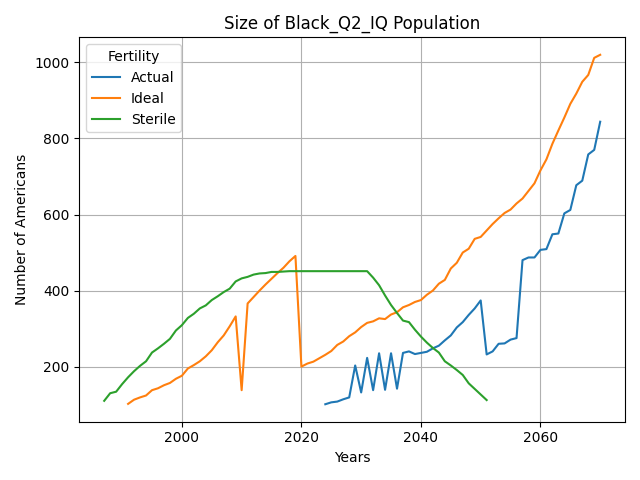 Size of Black_Q2_IQ Population
Fertility
Actual
Ideal
Sterile
Number of Americans
1000
800
600
400
200
2000
2020
2040
2060
Years